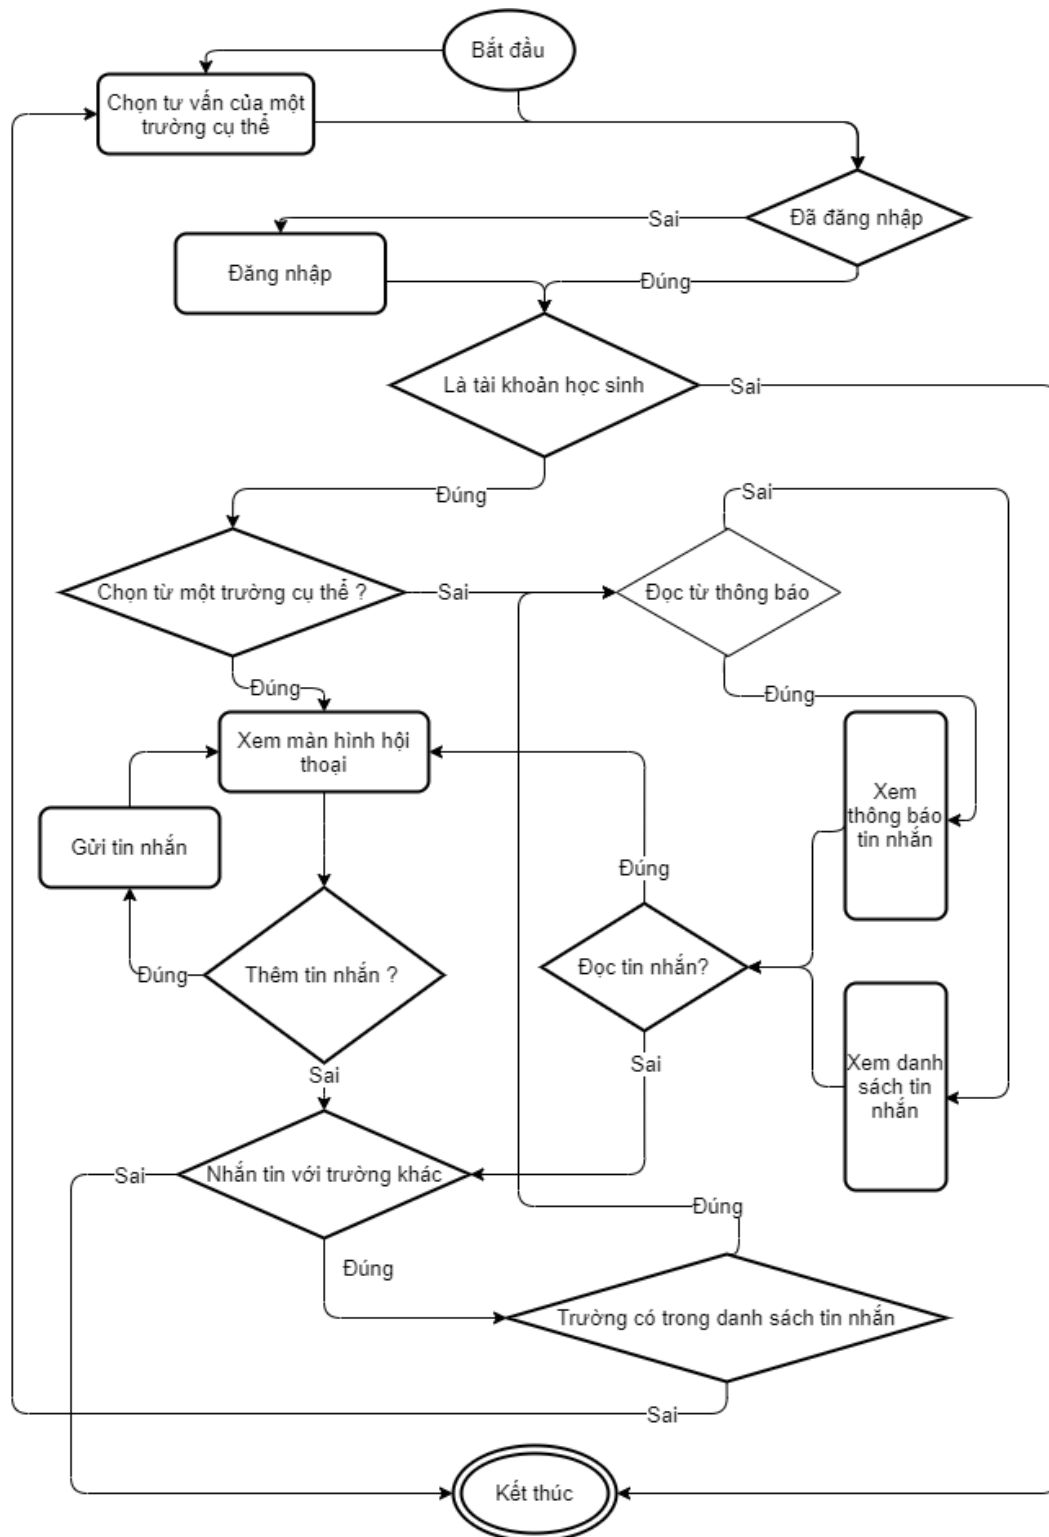 Bắt đầu
Chọn tư vấn của một
trường cụ thể
Đã đăng nhập
Sai
Đăng nhập
Đúng
Là tài khoản học sinh
Sai
Đúng
Sai
Chọn từ một trường cụ thể ?
Sai
Đọc từ thông báo
Đúng
Đúng
Xem màn hình hội
thoại
Xem
thông báo
tin nhắn
Gửi tin nhắn
Đúng
Đúng
Thêm tin nhắn ?
Đọc tin nhắn?
Sai
Sai
Xem danh
sách tin
nhắn
Sai
Nhắn tin với trường khác
Đúng
Đúng
Trường có trong danh sách tin nhắn
Sai
Kết thúc